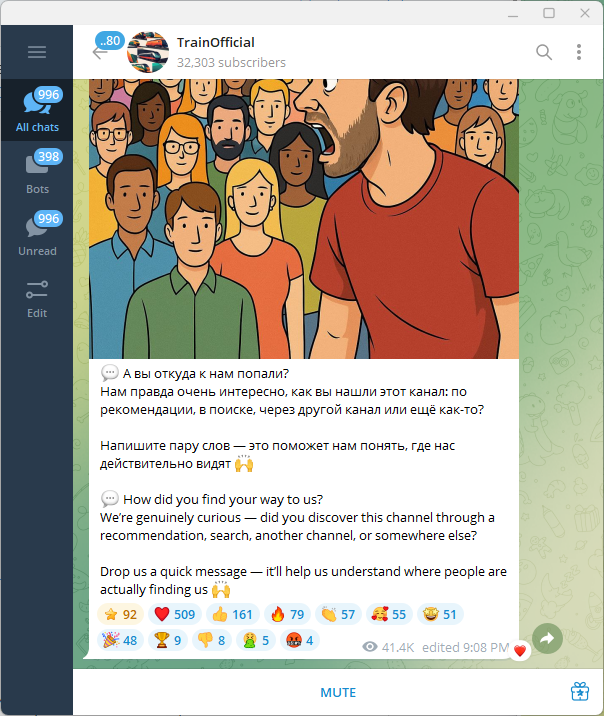 ..80
TrainOfficial
32,303 subscribers
996
All chats
398
Bots
996
Unread
Edit
💬 А вы откуда к нам попали?
Нам правда очень интересно, как вы нашли этот канал: по
рекомендации, в поиске, через другой канал или ещё как-то?
Напишите пару слов — это поможет нам понять, где нас
действительно видят 🙌
💬 How did you find your way to us?
We're genuinely curious — did you discover this channel through a
recommendation, search, another channel, or somewhere else?
Drop us a quick message — it'll help us understand where people are
actually finding us 🙌
⭐ 92 ❤️ 509 👍 161 🔥 79 👏 57 🥰 55 🤩 51
🎉 48 🏆 9 👎 8 🤮 5 🤬 4 41.4K edited 9:08 PM
MUTE